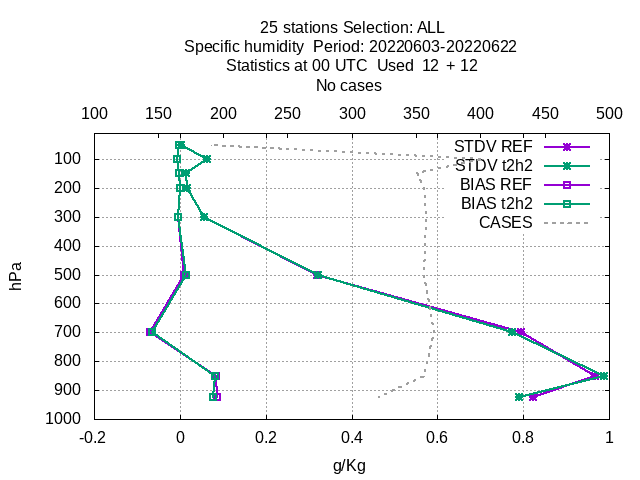 25 stations Selection: ALL
Specific humidity  Period: 20220603-20220622
Statistics at 00 UTC  Used  12  + 12
No cases
100 150 200 250 300 350 400 450 500
STDV REF
STDV t2h2
BIAS REF
BIAS t2h2
CASES
100
200
300
400
500
600
700
800
900
1000
hPa
-0.2 0 0.2 0.4 0.6 0.8 1
g/Kg